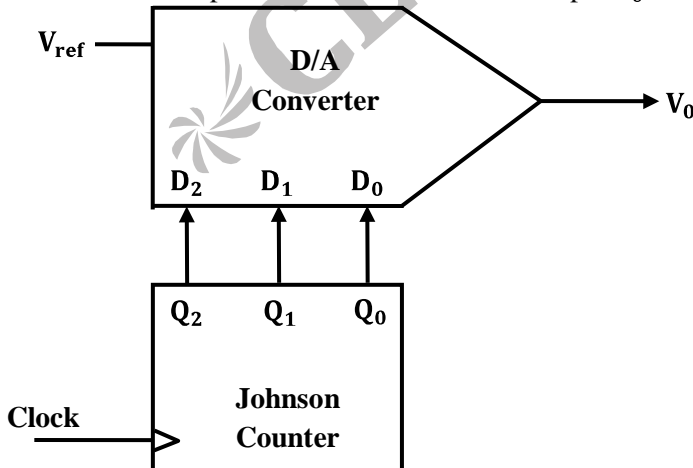 V_ref
D/A
Converter
V_0
D_2 D_1 D_0
Q_2 Q_1 Q_0
Johnson
Clock
Counter